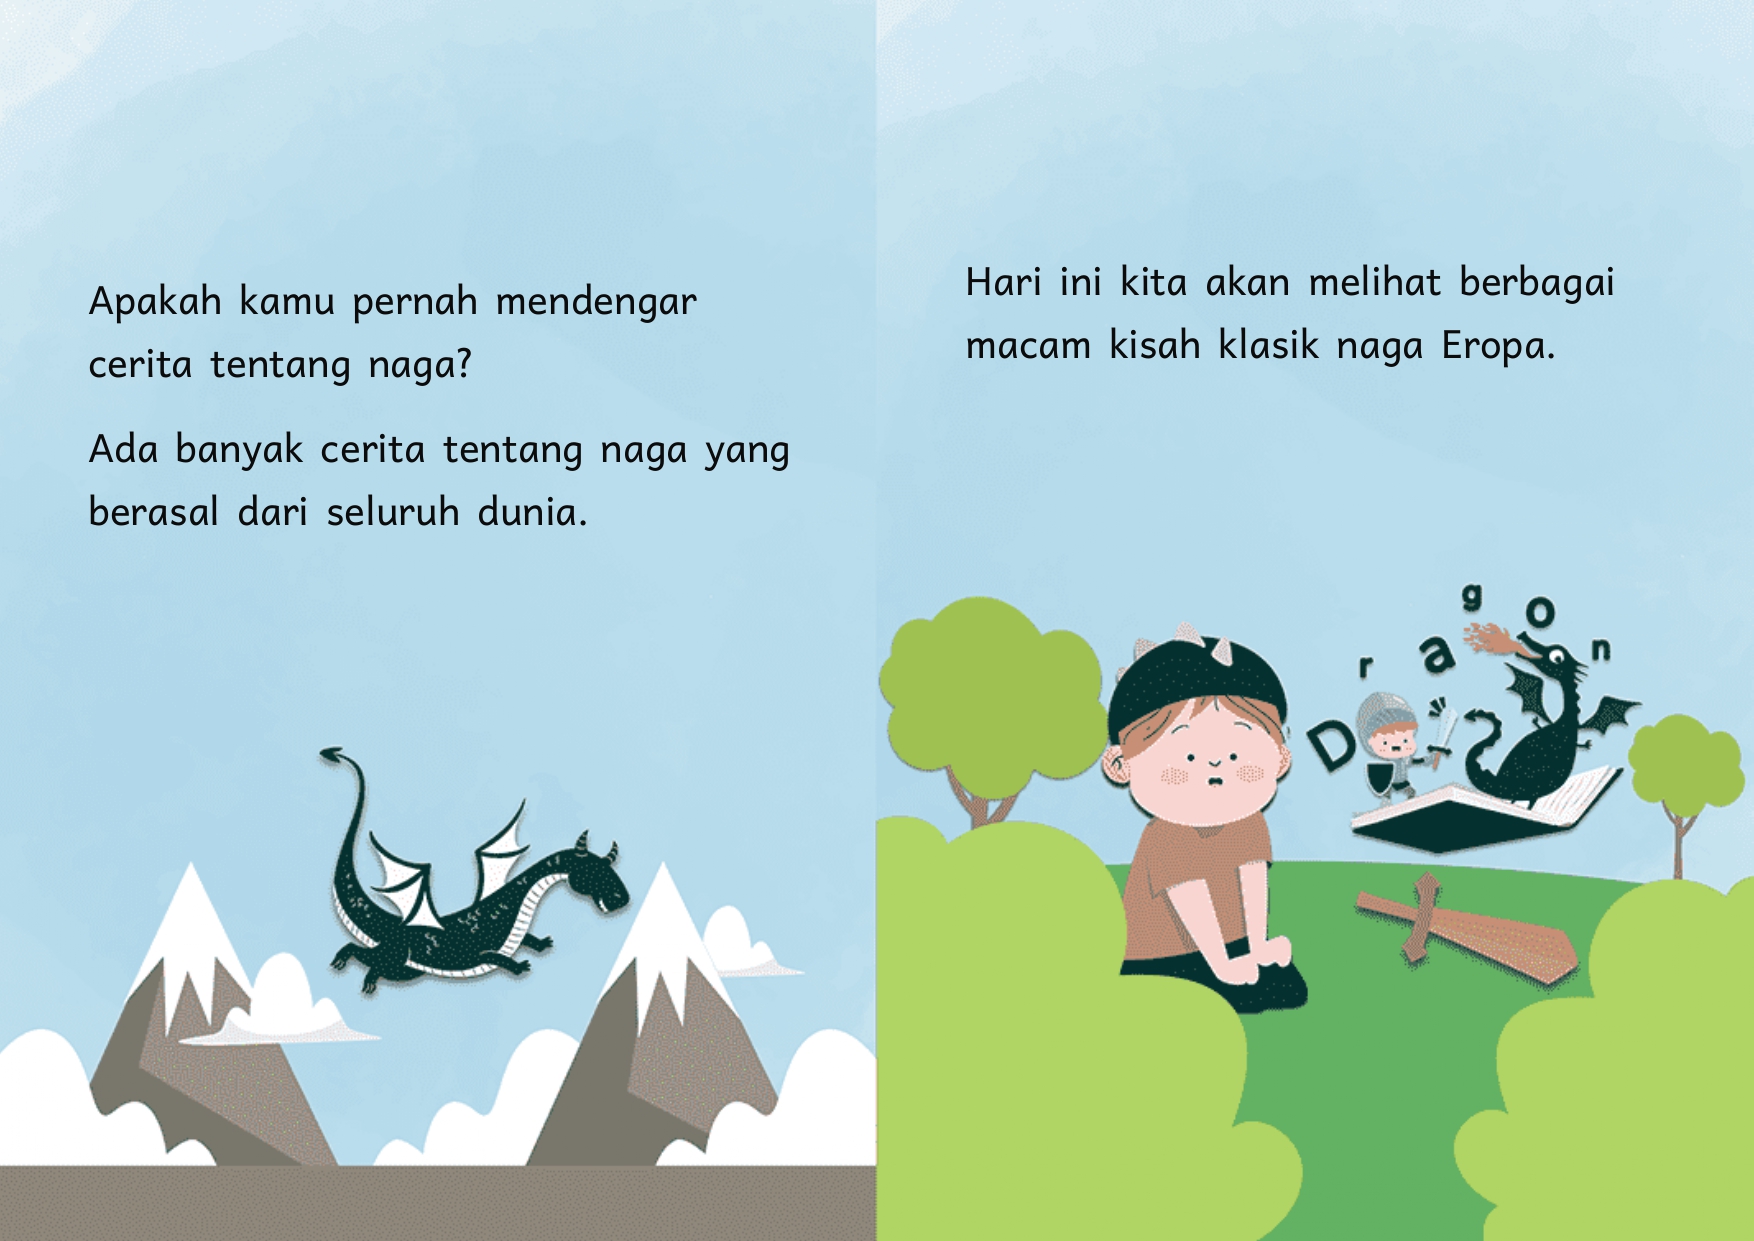 Apakah kamu pernah mendengar
cerita tentang naga?
Ada banyak cerita tentang naga yang
berasal dari seluruh dunia.
Hari ini kita akan melihat berbagai
macam kisah klasik naga Eropa.
Dragon